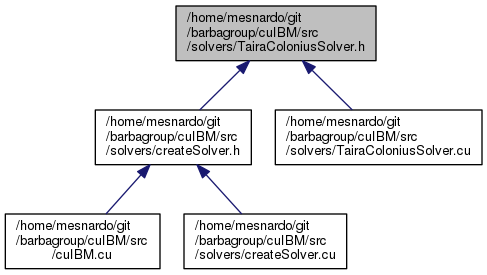 /home/mesnardo/git
/barbagroup/cuIBM/src
/solvers/TairaColoniusSolver.h
/home/mesnardo/git
/barbagroup/cuIBM/src
/solvers/createSolver.h
/home/mesnardo/git
/barbagroup/cuIBM/src
/solvers/TairaColoniusSolver.cu
/home/mesnardo/git
/barbagroup/cuIBM/src
/cuIBM.cu
/home/mesnardo/git
/barbagroup/cuIBM/src
/solvers/createSolver.cu